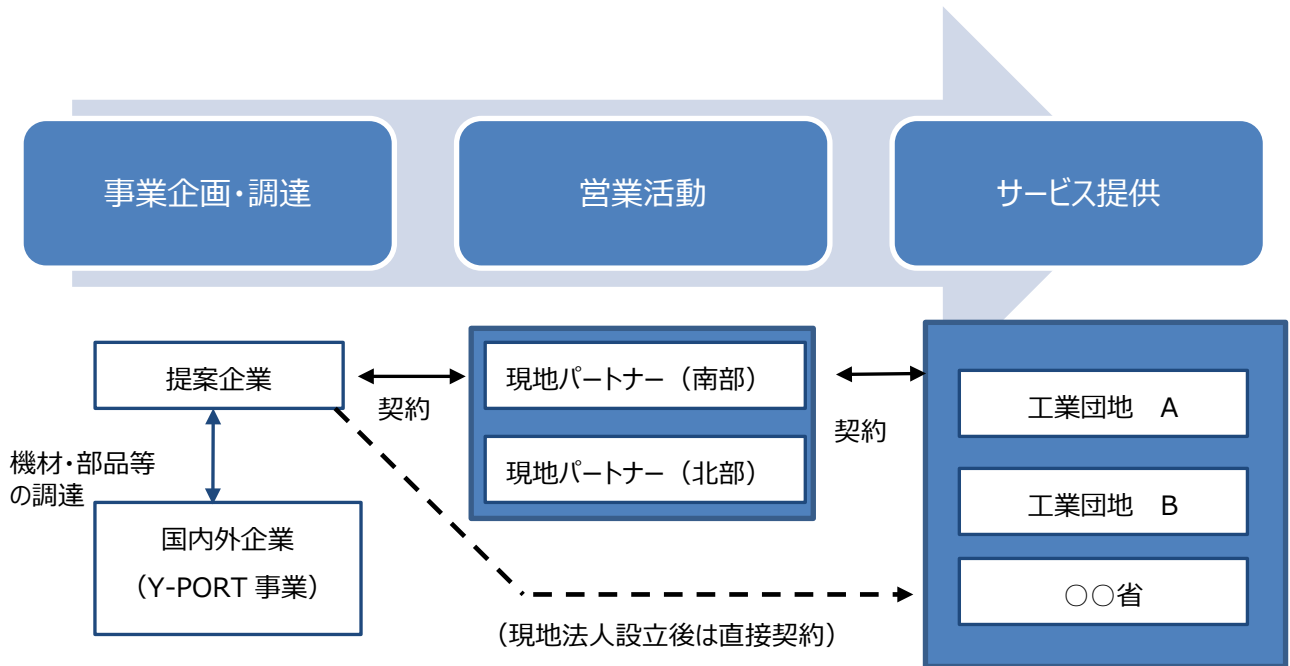 事業企画・調達
営業活動
サービス提供
提案企業
契約
現地パートナー（南部）
現地パートナー（北部）
契約
工業団地　A
工業団地　B
○○省
機材・部品等
の調達
国内外企業
（Y-PORT 事業）
（現地法人設立後は直接契約）